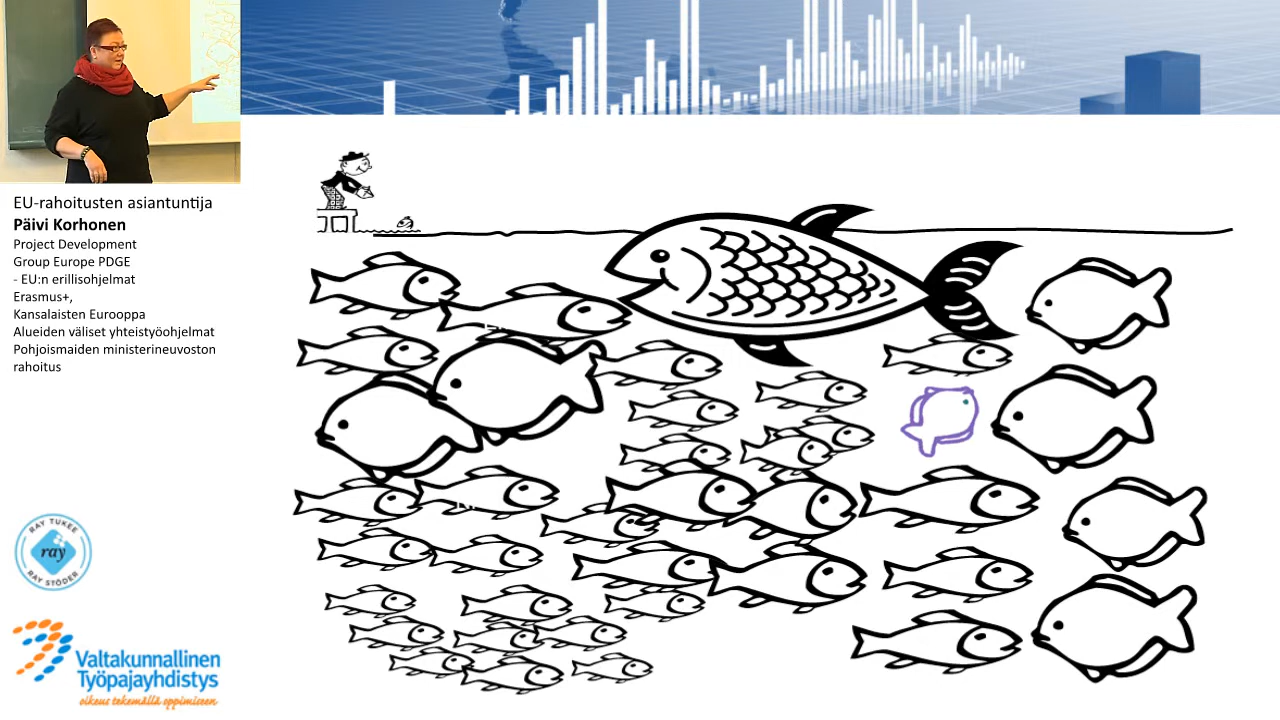 EU-rahoitusten asiantuntija
Päivi Korhonen
Project Development
Group Europe PDGE
- EU:n erillisohjelmat
Erasmus+,
Kansalaisten Eurooppa
Alueiden väliset yhteistyöohjelmat
Pohjoismaiden ministerineuvoston
rahoitus
RAY TUKEE
ray
RAY STÖDER
Valtakunnallinen
Työpajayhdistys
oikeus tekemällä oppimiseen